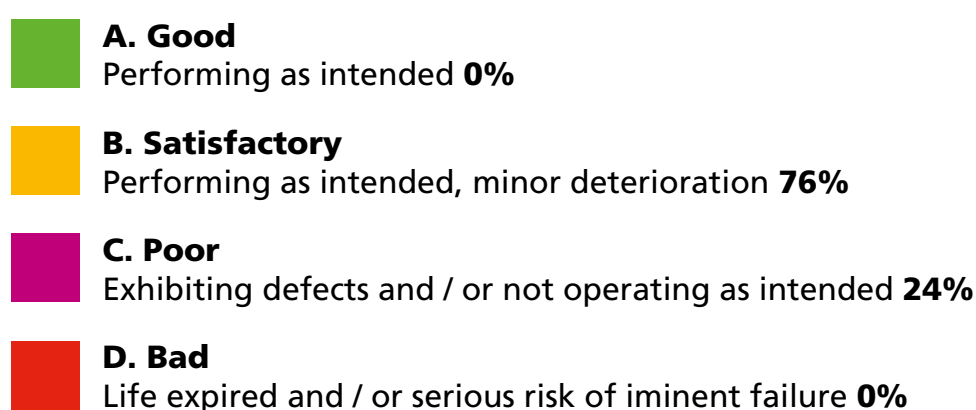 A. Good
Performing as intended 0%
B. Satisfactory
Performing as intended, minor deterioration 76%
C. Poor
Exhibiting defects and / or not operating as intended 24%
D. Bad
Life expired and / or serious risk of iminent failure 0%